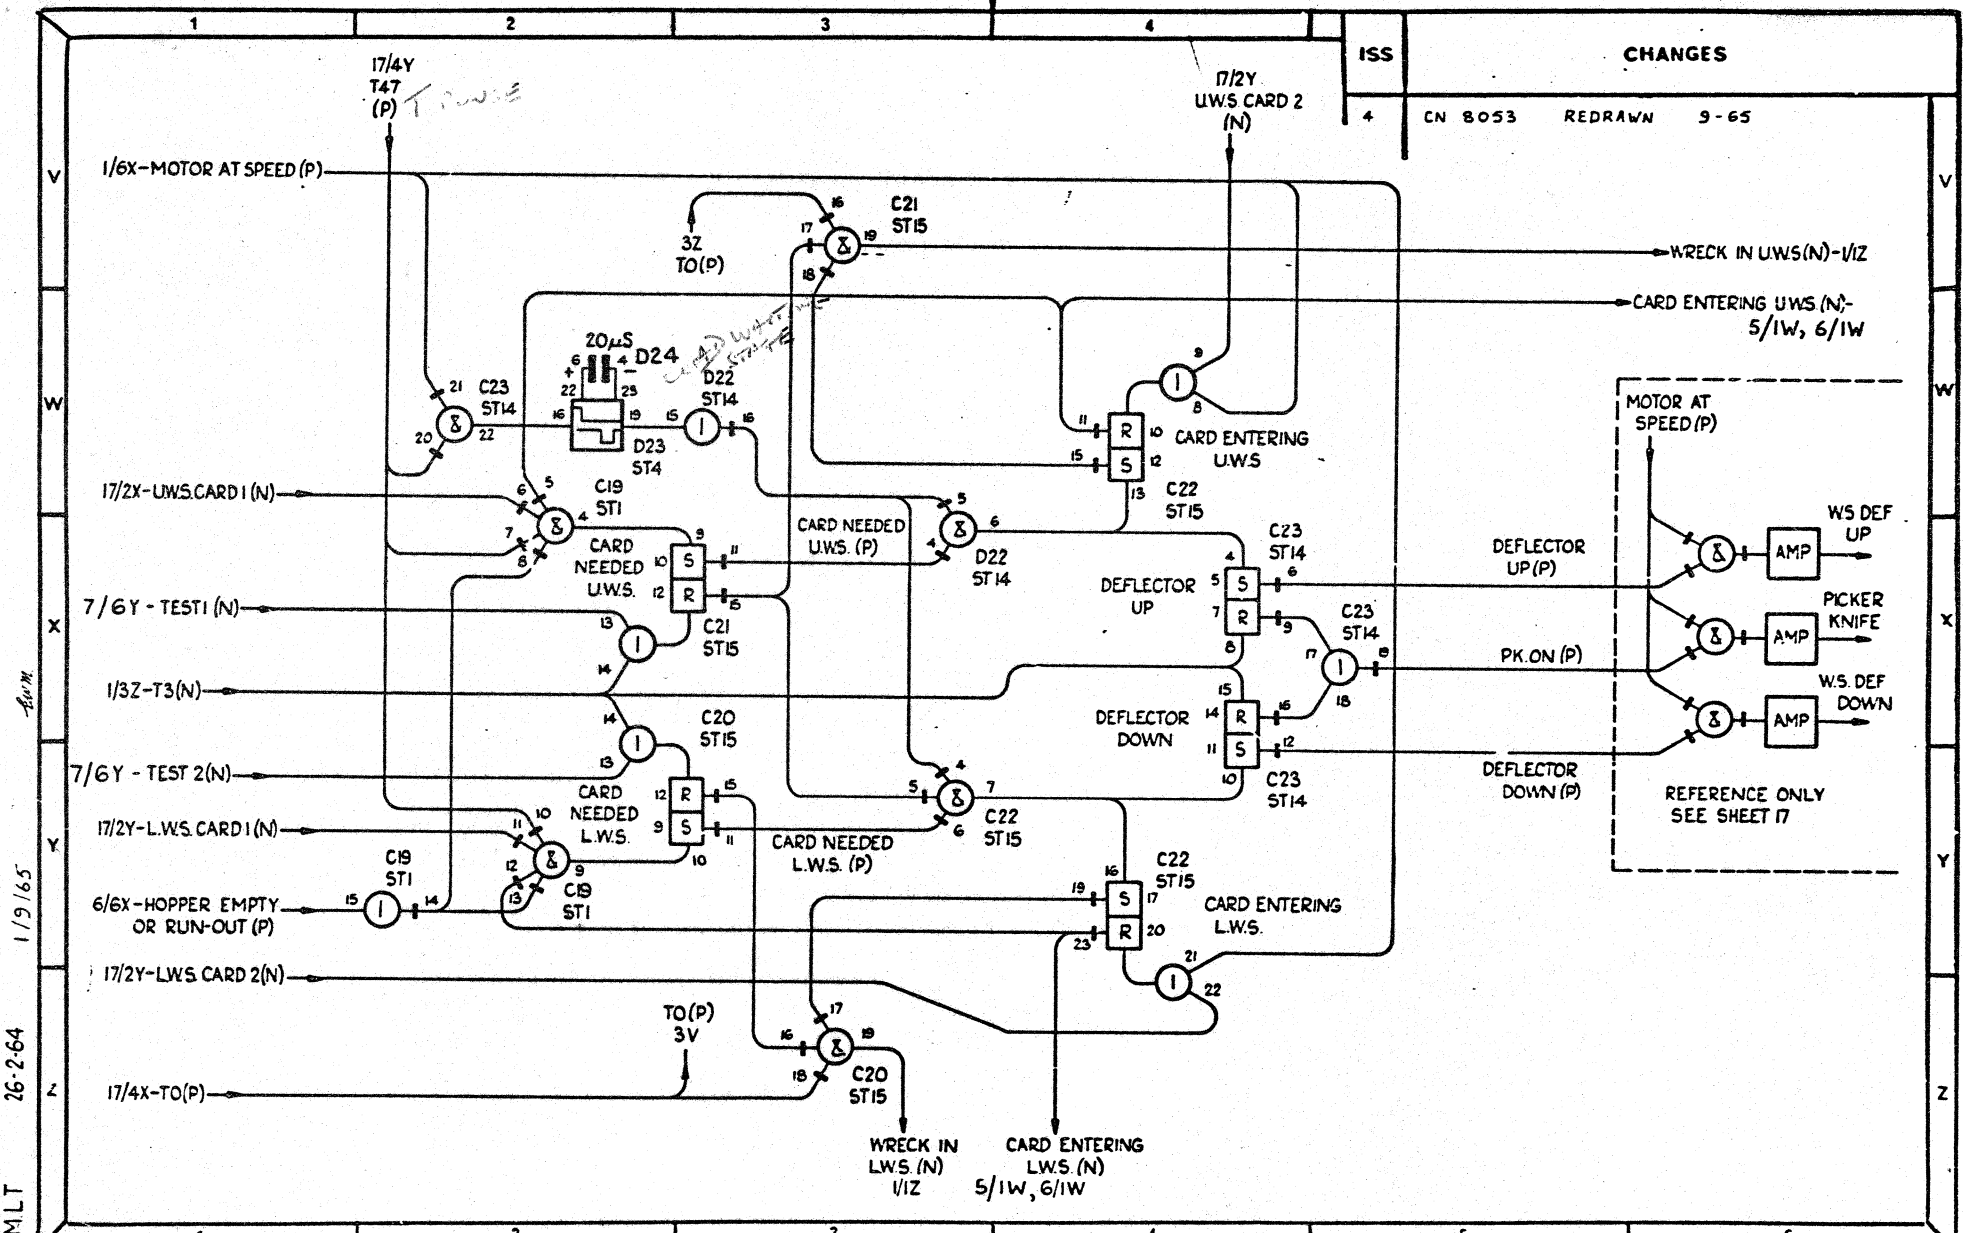 1 2 3 4
ISS CHANGES
4 CN 8053 REDRAWN 9-65
17/4Y
T47
(P)
17/2Y
U.W.S. CARD 2
(N)
V
1/6X-MOTOR AT SPEED (P)
V
3Z
TO(P)
16
17
18
19
C21
ST15
WRECK IN U.W.S(N)-1/1Z
CARD ENTERING U.W.S.(N)-
5/1W, 6/1W
20µS
6 4 D24
+ -
22 25
16 19
D23
ST4
21
C23
ST14
20
22
W
D22
ST14
15 16
9
8
11
R 10
15
S 12
13
CARD ENTERING
U.W.S
C22
ST15
W
MOTOR AT
SPEED(P)
17/2X-U.W.S.CARD 1(N)
6 5
7
8
4
C19
ST1
CARD
NEEDED
U.W.S.
9
10 S 11
12 R 15
C21
ST15
CARD NEEDED
U.W.S. (P)
5
4
6
D22
ST14
C23
ST14
4
5 S 6
7 R 9
8
DEFLECTOR
UP
DEFLECTOR
UP(P)
AMP
W.S DEF
UP
7/6Y - TEST1(N)
13
14
X
C23
ST14
17
18
19
PK.ON (P)
AMP
PICKER
KNIFE
X
1/3Z-T3(N)
14
13
C20
ST15
15
14 R 16
11 S 12
10
DEFLECTOR
DOWN
C23
ST14
DEFLECTOR
DOWN(P)
AMP
W.S. DEF
DOWN
7/6Y - TEST 2(N)
CARD
NEEDED
L.W.S.
12 R 15
9 S 11
10
CARD NEEDED
L.W.S. (P)
4
5
6
7
C22
ST15
REFERENCE ONLY
SEE SHEET 17
17/2Y-L.W.S. CARD 1(N)
10
11
12
13
9
C19
ST1
Y
Y
C19
ST1
6/6X-HOPPER EMPTY
OR RUN-OUT (P)
15 14
16
19 S 17
23 R 20
C22
ST15
CARD ENTERING
L.W.S.
21
22
17/2Y-L.W.S CARD 2(N)
TO(P)
3V
17
16
18
19
C20
ST15
17/4X-TO(P)
Z
Z
WRECK IN
L.W.S. (N)
1/1Z
CARD ENTERING
L.W.S. (N)
5/1W, 6/1W
M.L.T 26-2-64 1/9/65